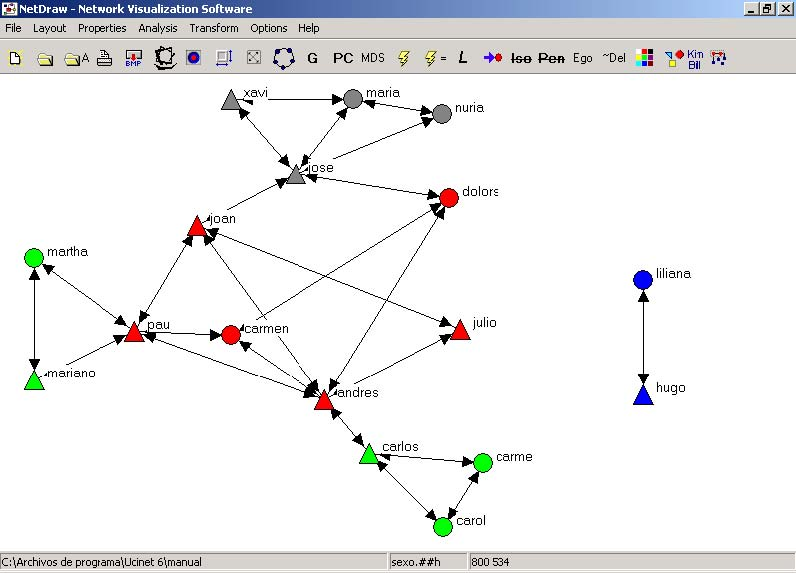 NetDraw - Network Visualization Software
File Layout Properties Analysis Transform Options Help
A BMP G PC MDS = L Iso Pen Ego ~Del Kim Bill
xavi
maria
nuria
jose
dolors
joan
martha
liliana
pau
carmen
julio
mariano
andres
hugo
carlos
carme
carol
C:\Archivos de programa\Ucinet 6\manual sexo.##h 800 534